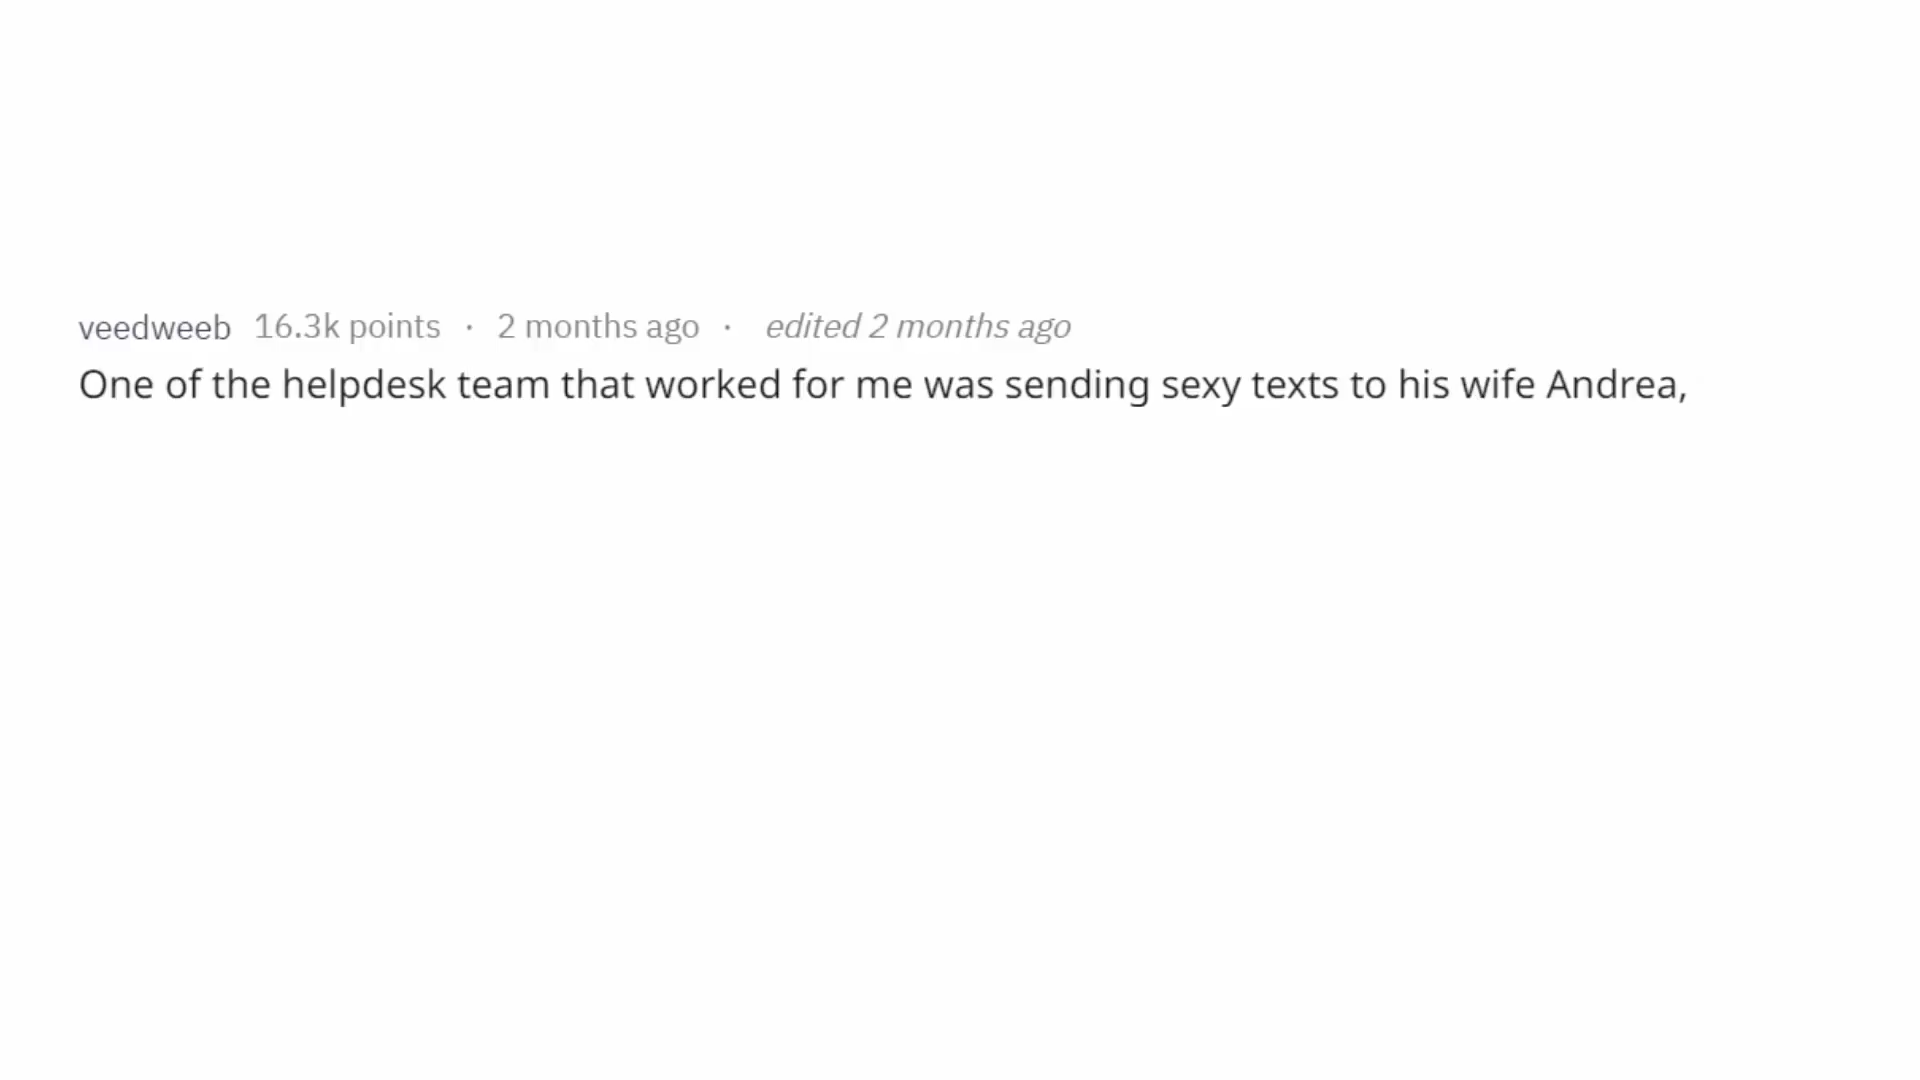 veedweeb 16.3k points · 2 months ago · edited 2 months ago
One of the helpdesk team that worked for me was sending sexy texts to his wife Andrea,